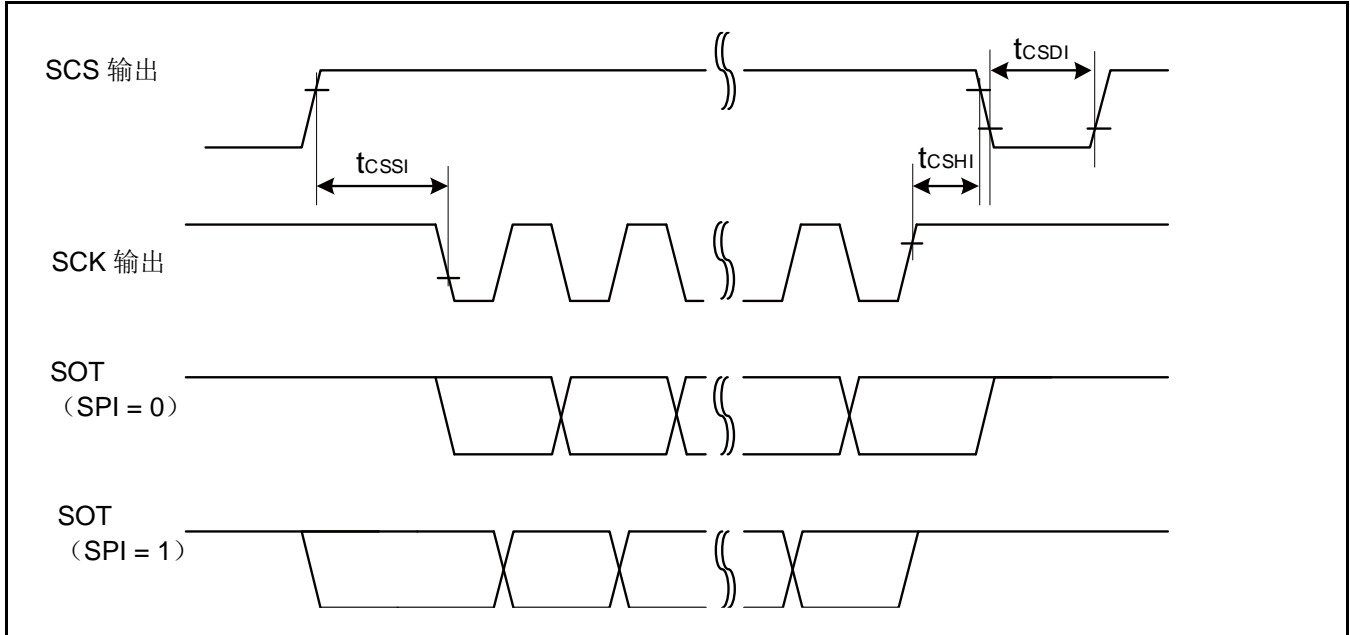 SCS 输出
tCSDI
tCSSI
tCSHI
SCK 输出
SOT
（SPI = 0）
SOT
（SPI = 1）